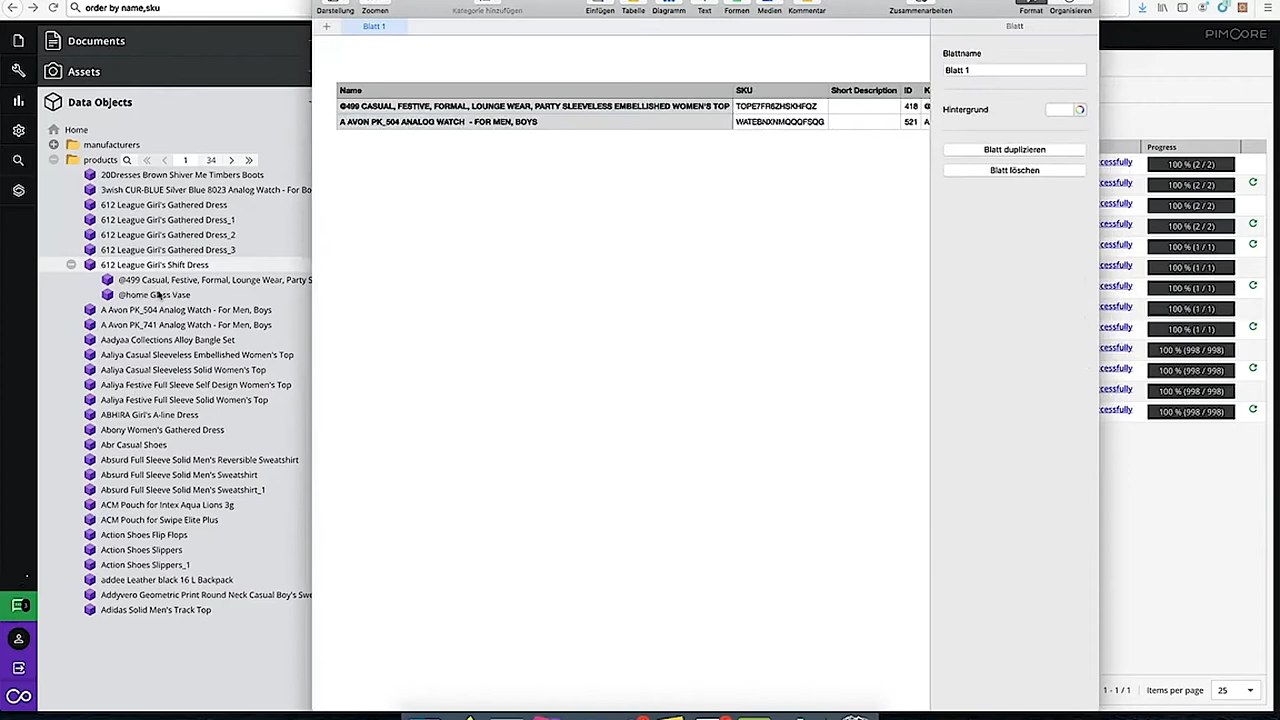 order by name,sku
Darstellung
Zoomen
Kategorie hinzufügen
Einfügen
Tabelle
Diagramm
Text
Formen
Medien
Kommentar
Zusammenarbeiten
Format
Organisieren
Blatt 1
Blatt
PIMCORE
Documents
Assets
Data Objects
Home
manufacturers
products
1
34
20Dresses Brown Shiver Me Timbers Boots
3wish CUR-BLUE Silver Blue 8023 Analog Watch - For Bo
612 League Girl's Gathered Dress
612 League Girl's Gathered Dress_1
612 League Girl's Gathered Dress_2
612 League Girl's Gathered Dress_3
612 League Girl's Shift Dress
@499 Casual, Festive, Formal, Lounge Wear, Party S
@home Glass Vase
A Avon PK_504 Analog Watch - For Men, Boys
A Avon PK_741 Analog Watch - For Men, Boys
Aadyaa Collections Alloy Bangle Set
Aaliya Casual Sleeveless Embellished Women's Top
Aaliya Casual Sleeveless Solid Women's Top
Aaliya Festive Full Sleeve Self Design Women's Top
Aaliya Festive Full Sleeve Solid Women's Top
ABHIRA Girl's A-line Dress
Abony Women's Gathered Dress
Abr Casual Shoes
Absurd Full Sleeve Solid Men's Reversible Sweatshirt
Absurd Full Sleeve Solid Men's Sweatshirt
Absurd Full Sleeve Solid Men's Sweatshirt_1
ACM Pouch for Intex Aqua Lions 3g
ACM Pouch for Swipe Elite Plus
Action Shoes Flip Flops
Action Shoes Slippers
Action Shoes Slippers_1
addee Leather black 16 L Backpack
Addyvero Geometric Print Round Neck Casual Boy's Swe
Adidas Solid Men's Track Top
Name SKU Short Description ID K
@499 CASUAL, FESTIVE, FORMAL, LOUNGE WEAR, PARTY SLEEVELESS EMBELLISHED WOMEN'S TOP TOPE7FR6ZHSKHFQZ 418 @
A AVON PK_504 ANALOG WATCH - FOR MEN, BOYS WATEBNXNMQQQFSQG 521 A
Blattname
Blatt 1
Hintergrund
Blatt duplizieren
Blatt löschen
Progress
cessfully 100 % (2 / 2)
cessfully 100 % (2 / 2)
cessfully 100 % (2 / 2)
cessfully 100 % (2 / 2)
cessfully 100 % (1 / 1)
cessfully 100 % (1 / 1)
cessfully 100 % (1 / 1)
cessfully 100 % (1 / 1)
cessfully 100 % (1 / 1)
cessfully 100 % (998 / 998)
cessfully 100 % (998 / 998)
cessfully 100 % (998 / 998)
cessfully 100 % (998 / 998)
1 - 1 / 1 Items per page 25